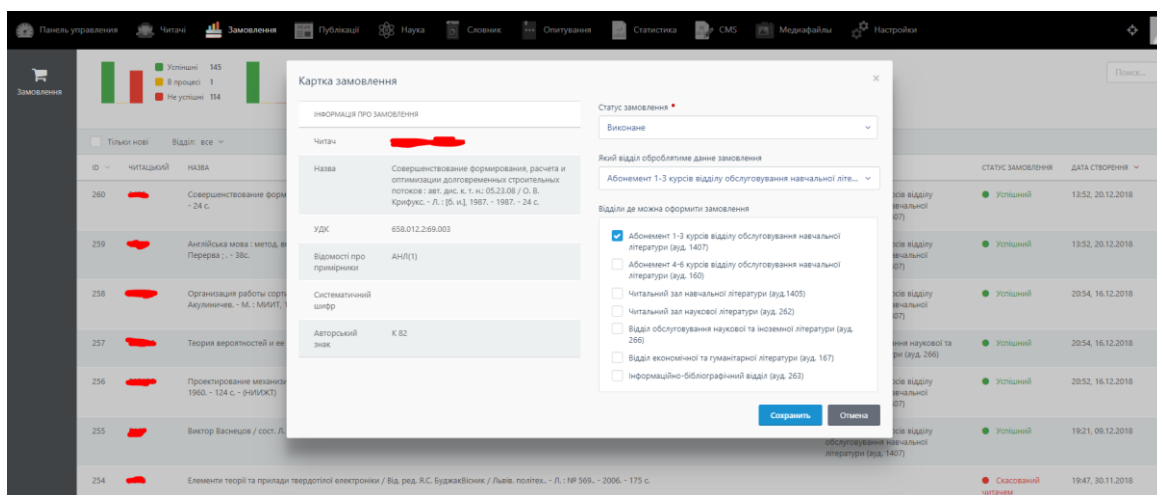 Панель управления Читачі Замовлення Публікації Наука Словник Опитування Статистика CMS Медиафайлы Настройки
Замовлення
Успішні 145
В процесі 1
Не успішні 114
Поиск...
Тільки нові Відділ: все
ID ЧИТАЦЬКИЙ НАЗВА СТАТУС ЗАМОВЛЕННЯ ДАТА СТВОРЕННЯ
260 Совершенствование форм
- 24 с.
Успішний 13:52, 20.12.2018
259 Англійська мова : метод.
Перерва ; . - 38с.
Успішний 13:52, 20.12.2018
258 Организация работы сорт
Акулиничев. - М. : МИИТ, 1
Успішний 20:54, 16.12.2018
257 Теория вероятностей и ее
Успішний 20:54, 16.12.2018
256 Проектирование механиз
1960. - 124 с. - (НИИЖТ)
Успішний 20:52, 16.12.2018
255 Виктор Васнецов / сост. Л.
обслуговування навчальної
літератури (ауд. 1407)
Успішний 19:21, 09.12.2018
254 Елементи теорії та прилади твердотілої електроніки / Від. ред. Я.С. БуджакВісник / Львів. політех.. - Л. : № 569.. - 2006. - 175 с.
Скасований
читачем
19:47, 30.11.2018
Картка замовлення
ІНФОРМАЦІЯ ПРО ЗАМОВЛЕННЯ
Читач
Назва
Совершенствование формирования, расчета и
оптимизации долговременных строительных
потоков : авт. дис. к. т. н.: 05.23.08 / О. В.
Крифукс. - Л. : [б. и.], 1987. - 1987. - 24 с.
УДК 658.012.2:69.003
Відомості про
примірники
АНЛ(1)
Систематичний
шифр
Авторський
знак
К 82
Статус замовлення
Виконане
Який відділ оброблятиме данне замовлення
Абонемент 1-3 курсів відділу обслуговування навчальної літе...
Відділи де можна оформити замовлення
Абонемент 1-3 курсів відділу обслуговування навчальної
літератури (ауд. 1407)
Абонемент 4-6 курсів відділу обслуговування навчальної
літератури (ауд. 160)
Читальний зал навчальної літератури (ауд.1405)
Читальний зал наукової літератури (ауд. 262)
Відділ обслуговування наукової та іноземної літератури (ауд.
266)
Відділ економічної та гуманітарної літератури (ауд. 167)
Інформаційно-бібліографічний відділ (ауд. 263)
Сохранить Отмена